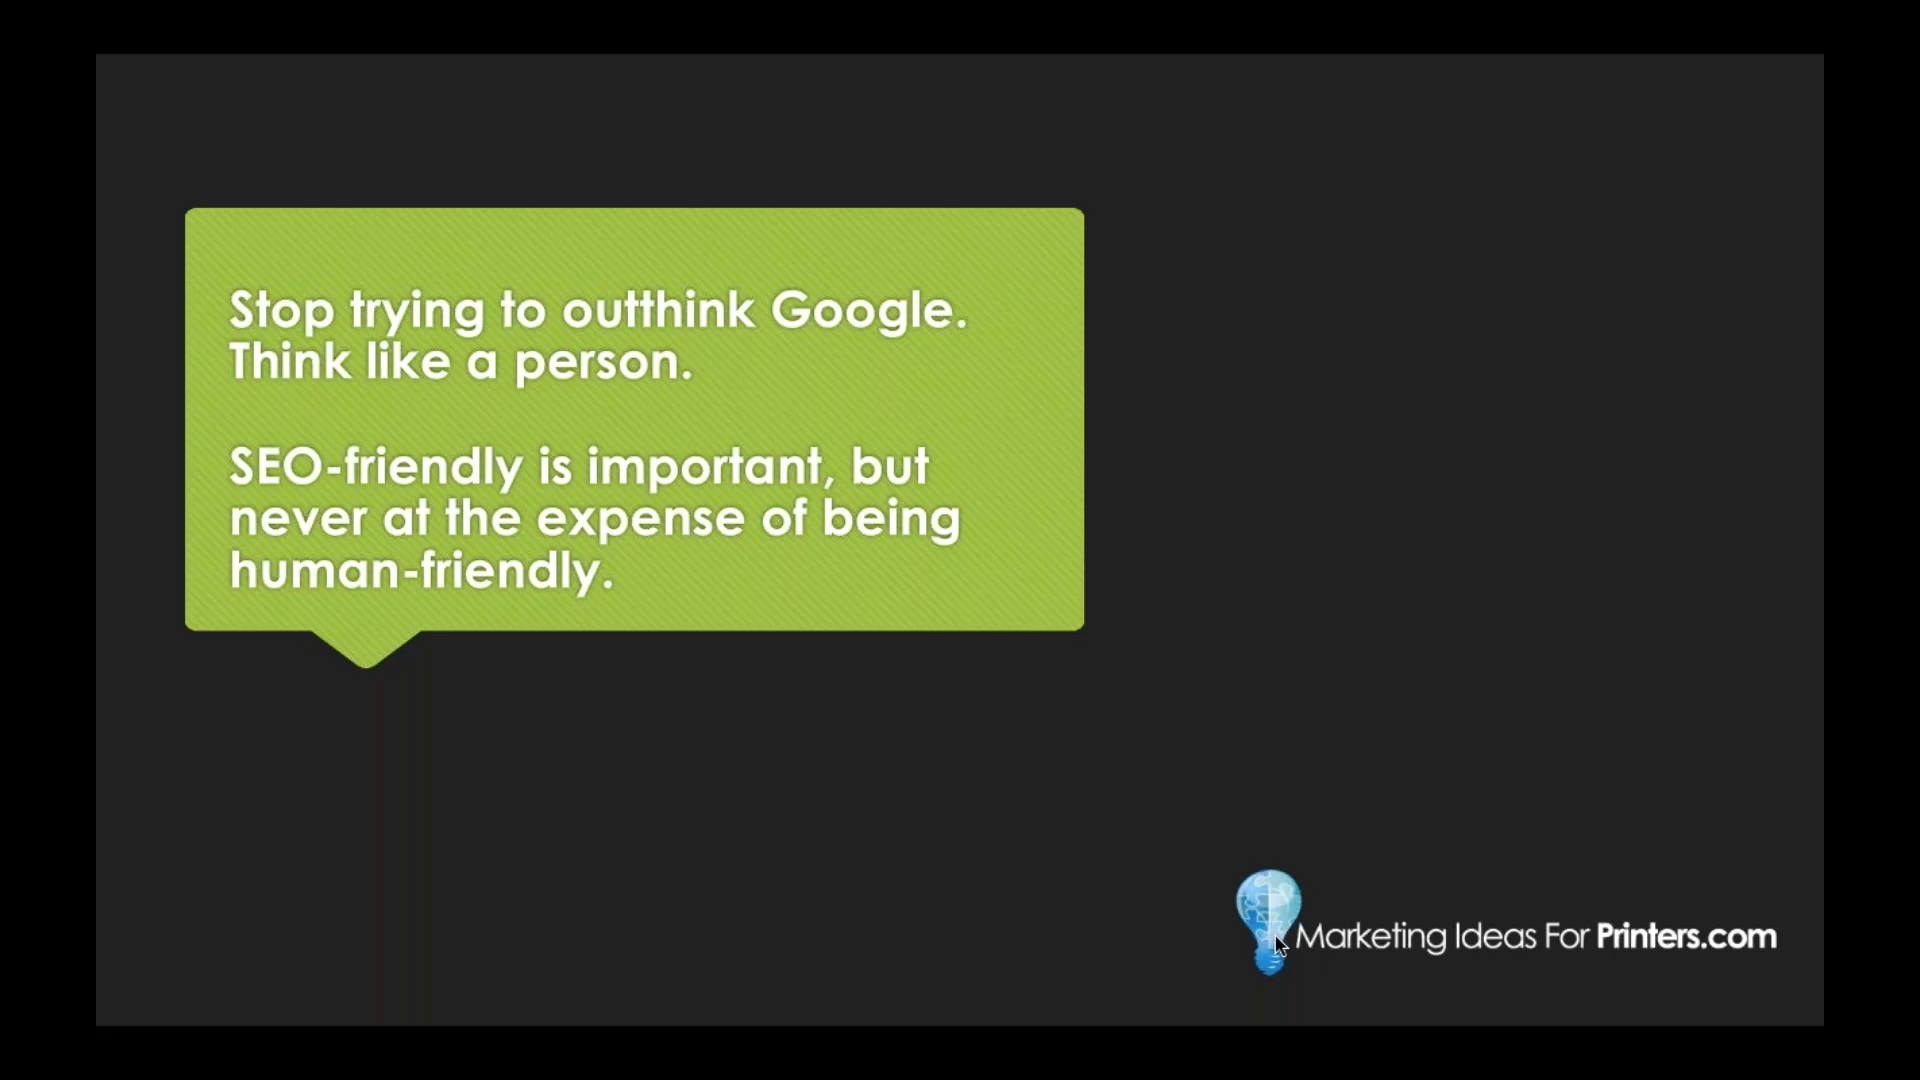 Stop trying to outthink Google.
Think like a person.
SEO-friendly is important, but
never at the expense of being
human-friendly.
Marketing Ideas For Printers.com